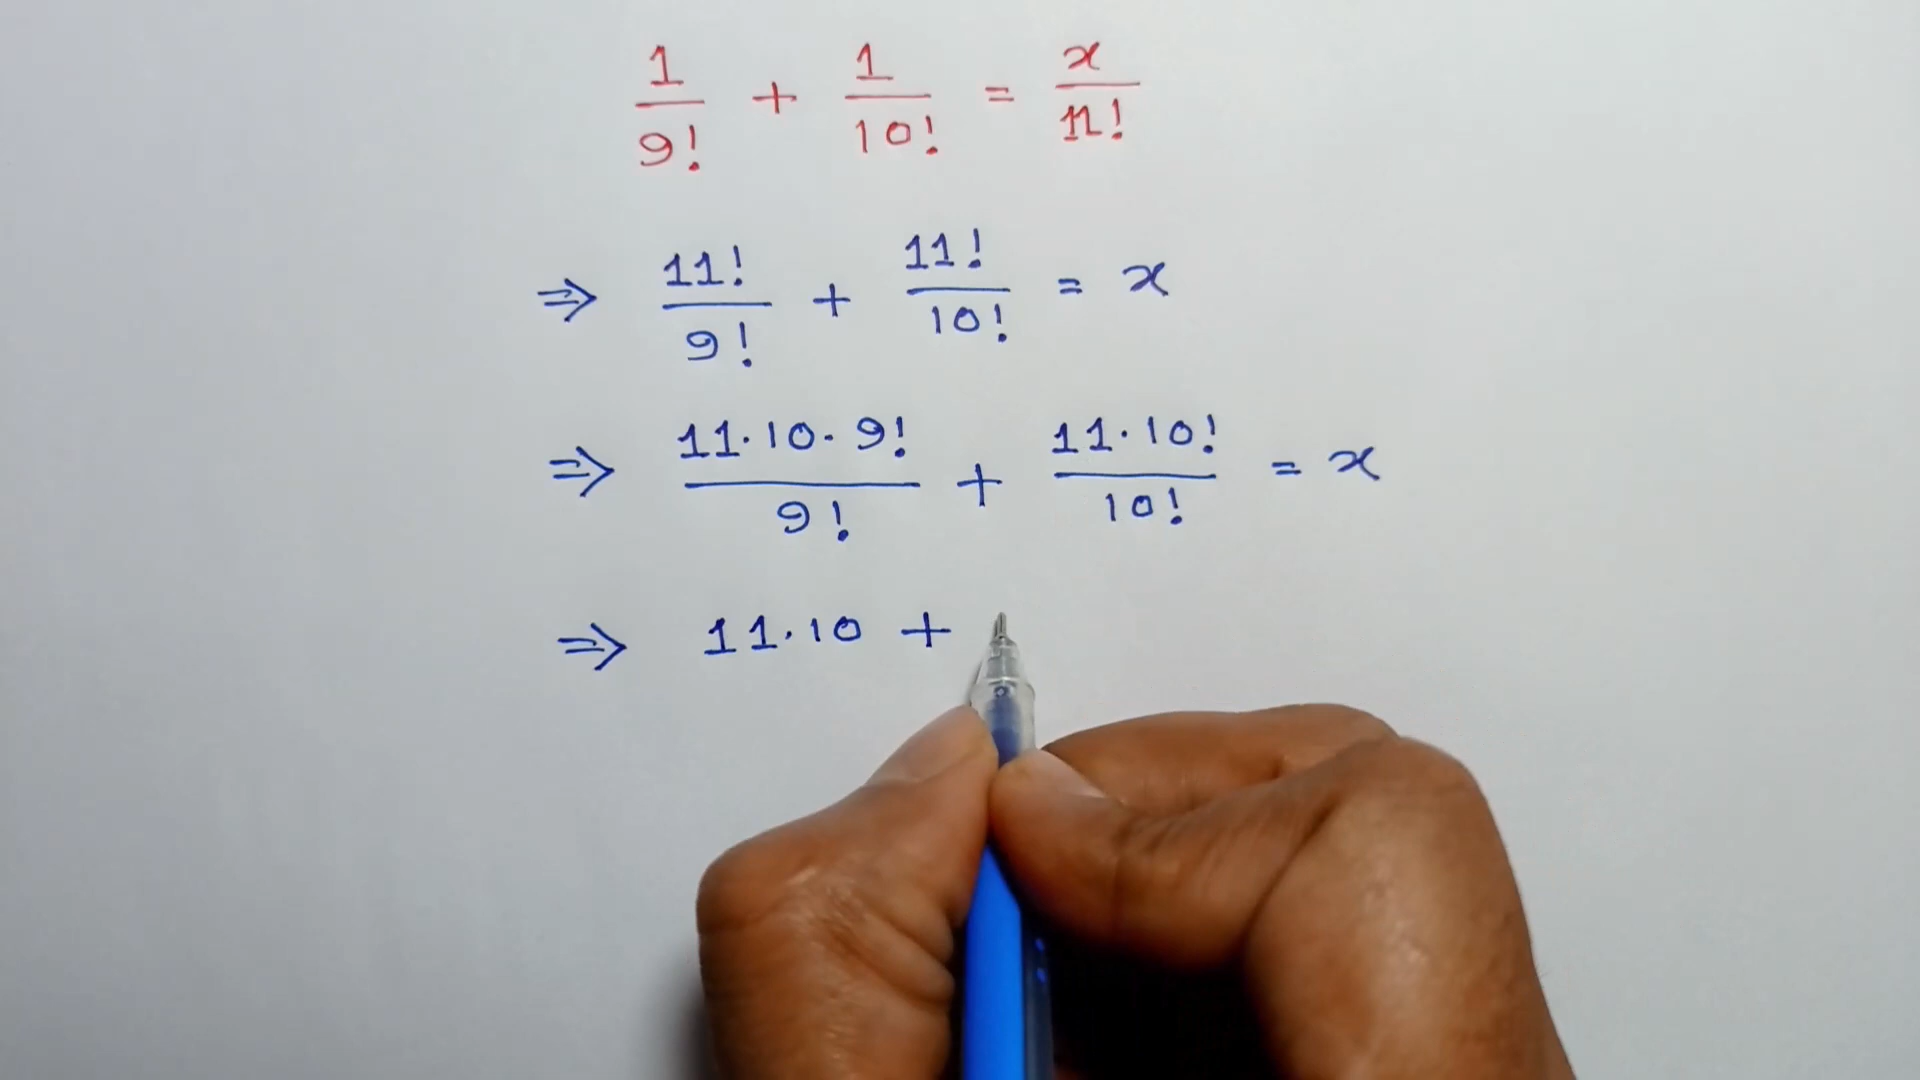 1/9! + 1/10! = x/11!
⇒ 11!/9! + 11!/10! = x
⇒ 11·10·9!/9! + 11·10!/10! = x
⇒ 11·10 +